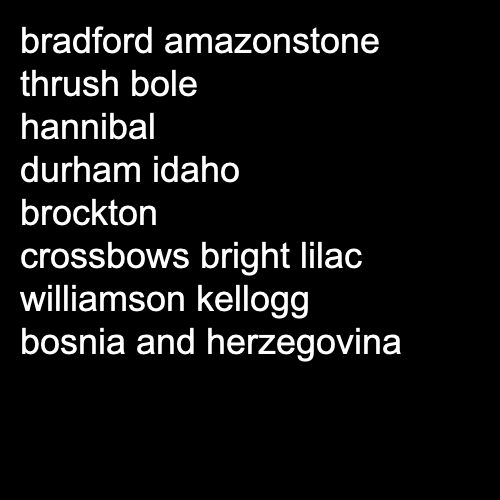 bradford amazonstone
thrush bole
hannibal
durham idaho
brockton
crossbows bright lilac
williamson kellogg
bosnia and herzegovina